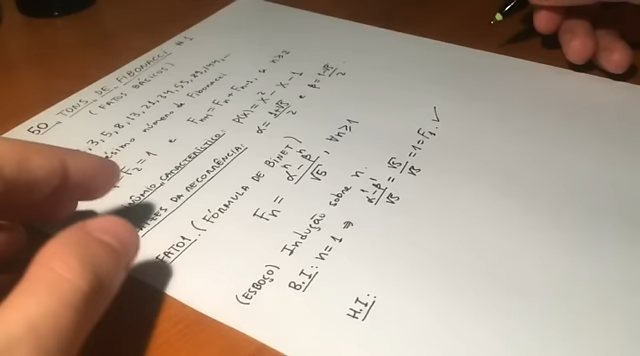 50 TONS DE FIBONACCI #1
(FATOS BÁSICOS)
3, 5, 8, 13, 21, 34, 55, 89, 144, ...
número de Fibonacci
F₂ = 1 e Fₙ₊₁ = Fₙ + Fₙ₋₁, se n ≥ 2
CARACTERÍSTICO: P(x) = x² - x - 1
DA RECORRÊNCIA: α = (1+√5)/2 e β = (1-√5)/2
FATO 1. (FÓRMULA DE BINET)
Fₙ = (αⁿ - βⁿ)/√5, ∀n ≥ 1
(ESBOÇO) Indução sobre n.
B.I: n = 1 ⇒ (α¹ - β¹)/√5 = √5/√5 = 1 = F₁ ✓
H.I: